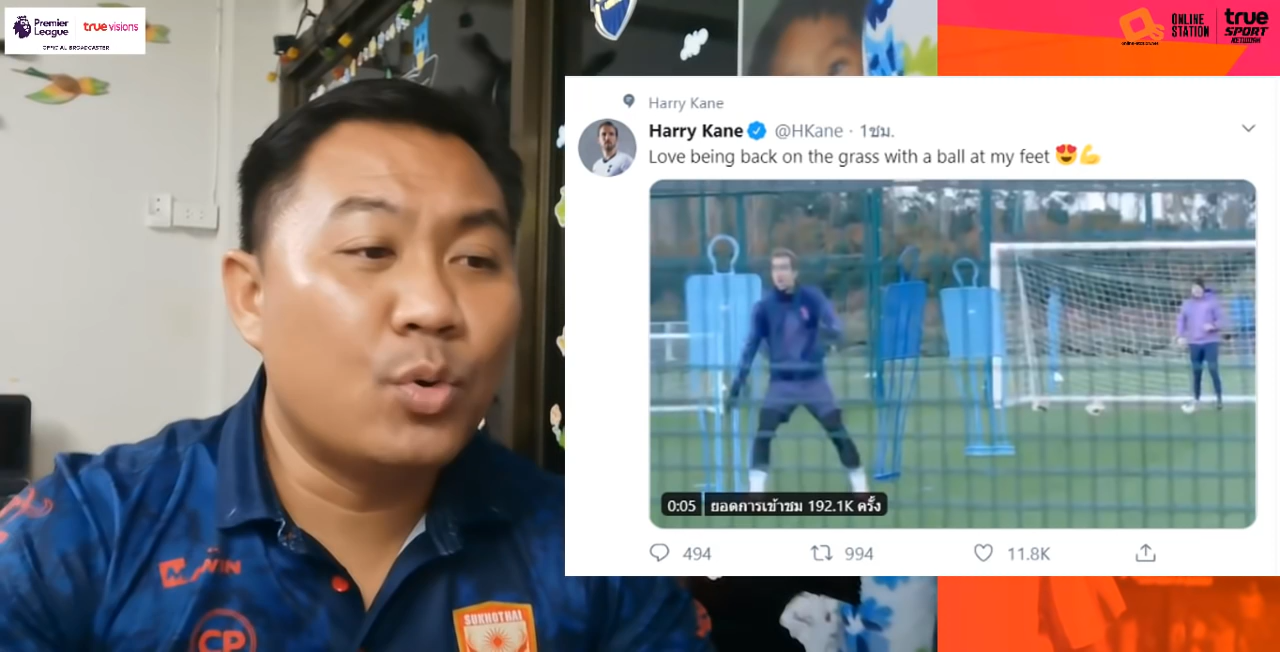 Premier
League
true visions
OFFICIAL BROADCASTER
ONLINE
STATION
true
SPORT
NETWORK
Harry Kane
Harry Kane @HKane · 1ชม.
Love being back on the grass with a ball at my feet 😍💪
0:05 ยอดการเข้าชม 192.1K ครั้ง
494 994 11.8K
CP
SUKHOTHAI